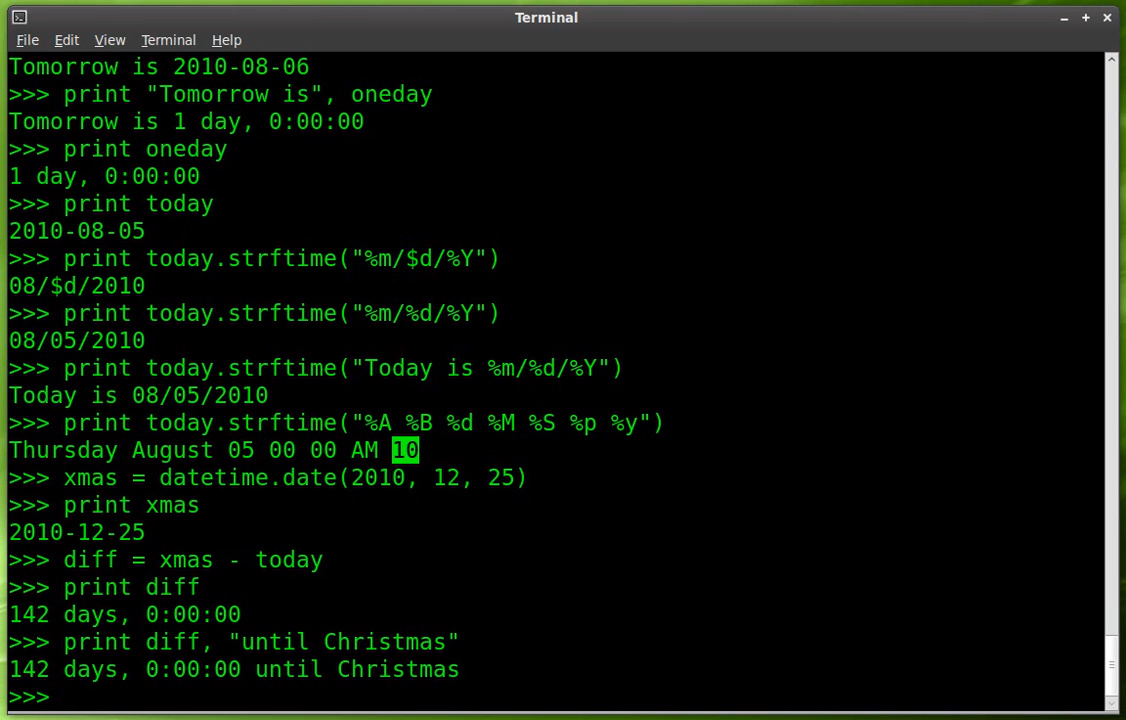 Terminal
File Edit View Terminal Help
Tomorrow is 2010-08-06
>>> print "Tomorrow is", oneday
Tomorrow is 1 day, 0:00:00
>>> print oneday
1 day, 0:00:00
>>> print today
2010-08-05
>>> print today.strftime("%m/$d/%Y")
08/$d/2010
>>> print today.strftime("%m/%d/%Y")
08/05/2010
>>> print today.strftime("Today is %m/%d/%Y")
Today is 08/05/2010
>>> print today.strftime("%A %B %d %M %S %p %y")
Thursday August 05 00 00 AM 10
>>> xmas = datetime.date(2010, 12, 25)
>>> print xmas
2010-12-25
>>> diff = xmas - today
>>> print diff
142 days, 0:00:00
>>> print diff, "until Christmas"
142 days, 0:00:00 until Christmas
>>>